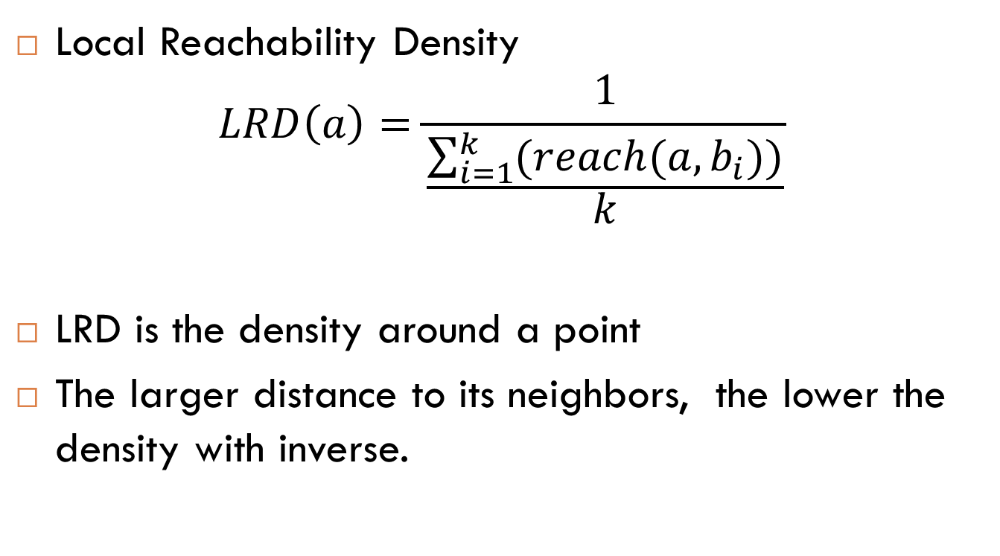 □ Local Reachability Density
LRD(a) = \frac{1}{\frac{\sum_{i=1}^{k}(reach(a, b_i))}{k}}
□ LRD is the density around a point
□ The larger distance to its neighbors, the lower the
density with inverse.